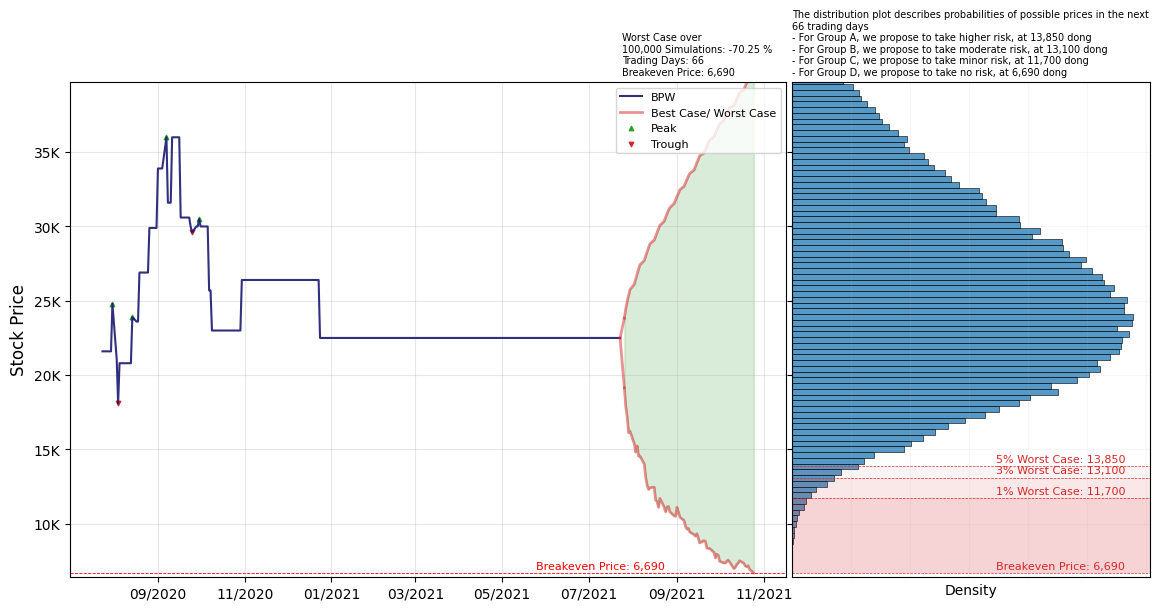 The distribution plot describes probabilities of possible prices in the next
66 trading days
- For Group A, we propose to take higher risk, at 13,850 dong
- For Group B, we propose to take moderate risk, at 13,100 dong
- For Group C, we propose to take minor risk, at 11,700 dong
- For Group D, we propose to take no risk, at 6,690 dong
Worst Case over
100,000 Simulations: -70.25 %
Trading Days: 66
Breakeven Price: 6,690
BPW
Best Case/ Worst Case
Peak
Trough
Stock Price
35K
30K
25K
20K
15K
10K
Breakeven Price: 6,690
09/2020
11/2020
01/2021
03/2021
05/2021
07/2021
09/2021
11/2021
5% Worst Case: 13,850
3% Worst Case: 13,100
1% Worst Case: 11,700
Breakeven Price: 6,690
Density